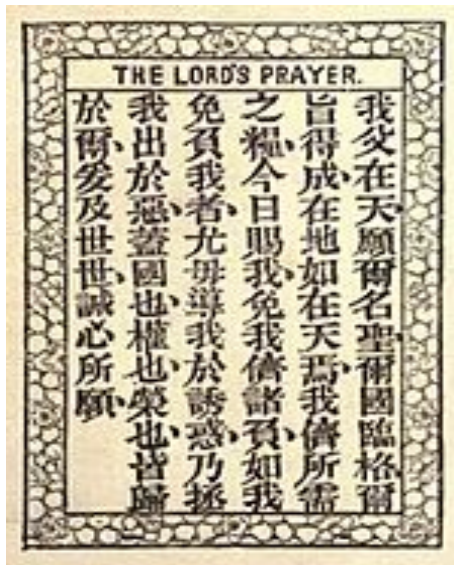 THE LORD'S PRAYER.
我父在天、願爾名聖、爾國臨格爾
旨得成、在地如在天焉、我儕所需
之糧、今日賜我、免我儕諸負、如我
免負我者、尤毋導我於誘惑、乃拯
我出於惡、蓋國也、權也、榮也、皆歸
於爾、爰及世世、誠心所願、